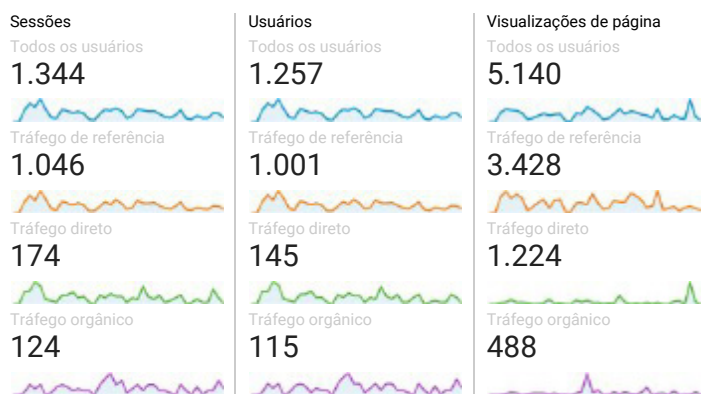 Sessões
Todos os usuários
1.344
Tráfego de referência
1.046
Tráfego direto
174
Tráfego orgânico
124
Usuários
Todos os usuários
1.257
Tráfego de referência
1.001
Tráfego direto
145
Tráfego orgânico
115
Visualizações de página
Todos os usuários
5.140
Tráfego de referência
3.428
Tráfego direto
1.224
Tráfego orgânico
488